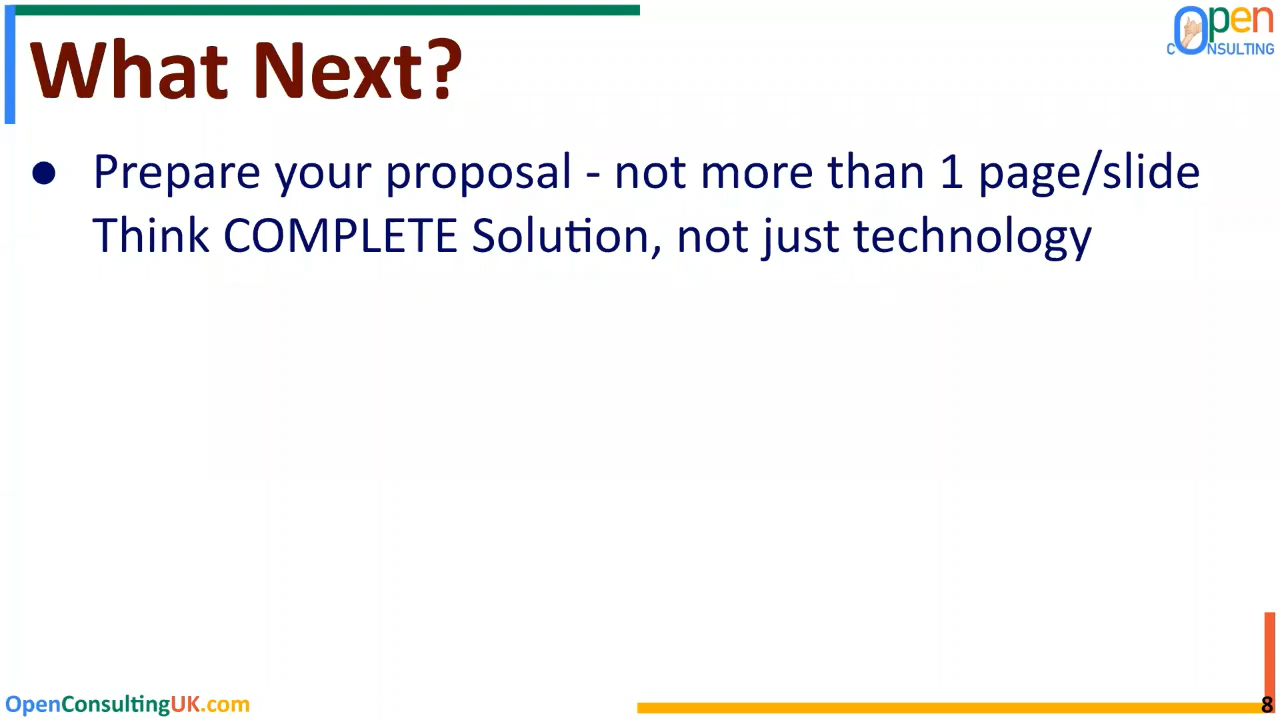 Open
CONSULTING
What Next?
● Prepare your proposal - not more than 1 page/slide
Think COMPLETE Solution, not just technology
OpenConsultingUK.com
8